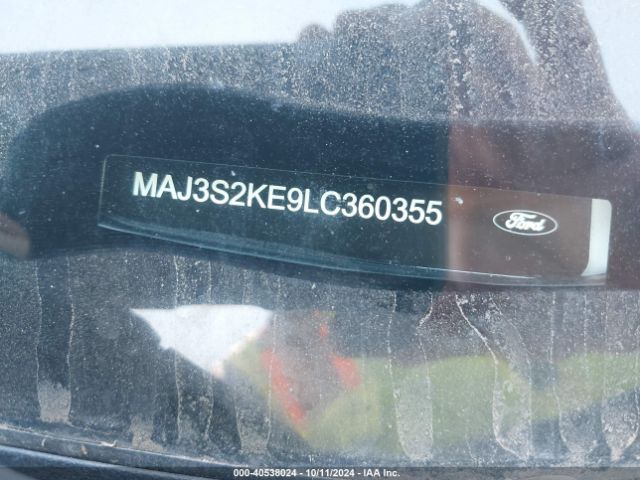 MAJ3S2KE9LC360355
Ford
000-40538024 - 10/11/2024 - IAA Inc.